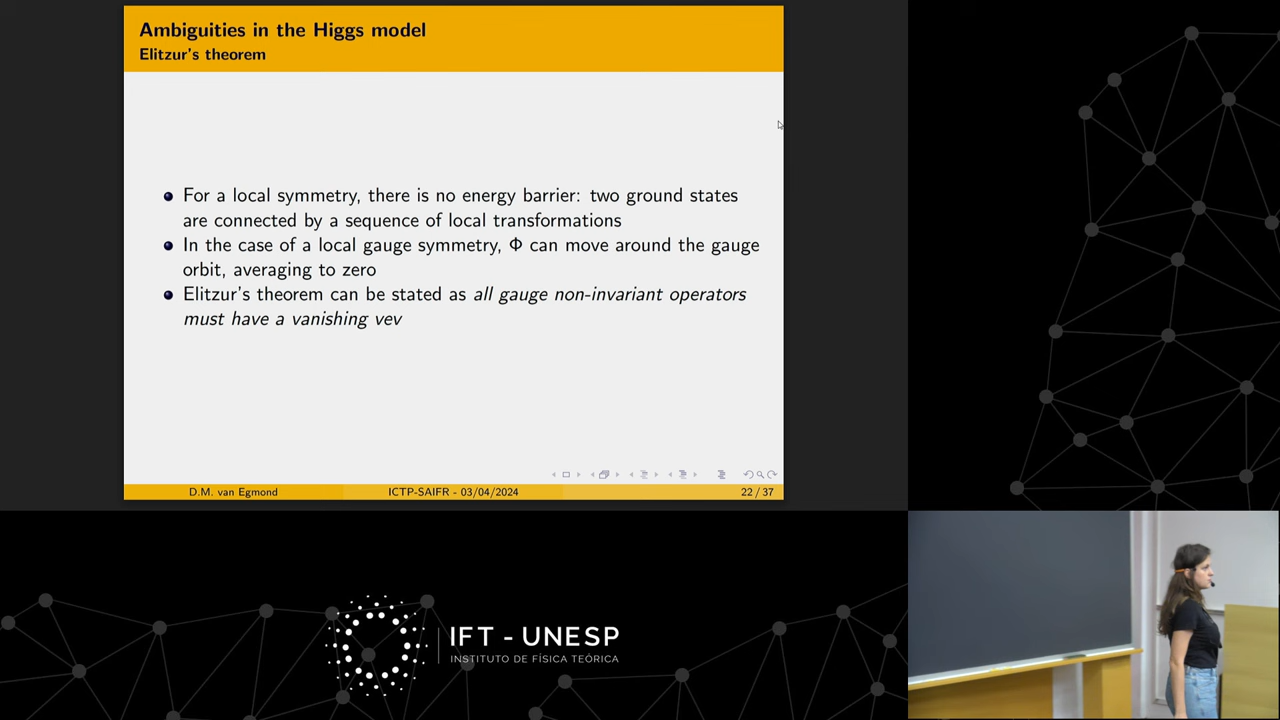 Ambiguities in the Higgs model
Elitzur's theorem
For a local symmetry, there is no energy barrier: two ground states
are connected by a sequence of local transformations
In the case of a local gauge symmetry, Φ can move around the gauge
orbit, averaging to zero
Elitzur's theorem can be stated as all gauge non-invariant operators
must have a vanishing vev
D.M. van Egmond
ICTP-SAIFR - 03/04/2024
22 / 37
IFT - UNESP
INSTITUTO DE FÍSICA TEÓRICA